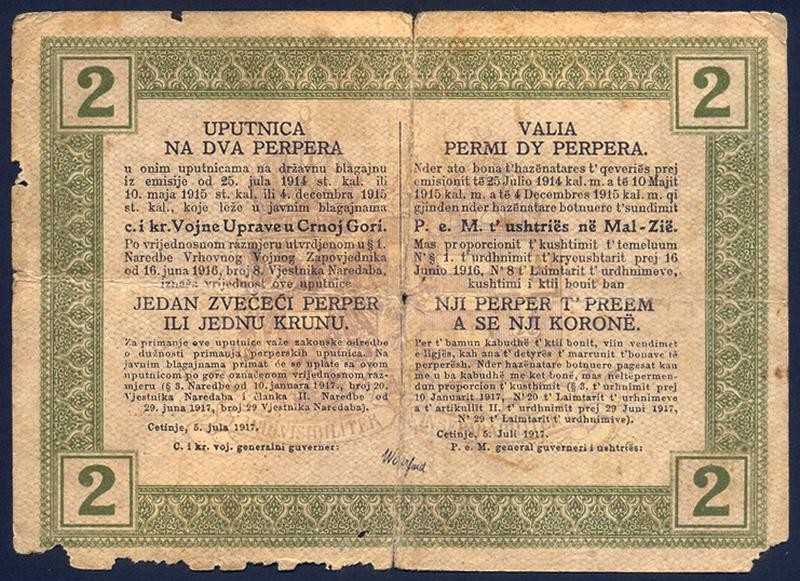 2
2
UPUTNICA
NA DVA PERPERA
u onim uputnicama na državnu blagajnu
iz emisije od 25. jula 1914 st. kal. ili
10. maja 1915 st. kal. ili 4. decembra 1915
st. kal., koje leže u javnim blagajnama
c. i kr. Vojne Uprave u Crnoj Gori.
Po vrijednosnom razmjeru utvrdjenom u § 1.
Naredbe Vrhovnog Vojnog Zapovjednika
od 16. juna 1916, broj 8. Vjestnika Naredaba,
iznaša vrijednost ove uputnice
JEDAN ZVEČEĆI PERPER
ILI JEDNU KRUNU.
Za primanje ove uputnice važe zakonske odredbe
o dužnosti primanja perperskih uputnica. Na
javnim blagajnama primat će se uplate sa ovom
uputnicom po gore označenom vrijednosnom raz-
mjeru (§ 3. Naredbe od 10. januara 1917., broj 20.
Vjestnika Naredaba i članka II. Naredbe od
29. juna 1917, broj 29 Vjestnika Naredaba).
Cetinje, 5. jula 1917.
C. i kr. voj. generalni guverner:
VALIA
PERMI DY PERPERA.
Nder ato bona t'hazënatares t' qeveriës prej
emisionit të 25 Julio 1914 kal. m. a të 10 Majit
1915 kal. m. a të 4 Decembres 1915 kal. m. qi
gjinden nder hazënatare botnuere t'sundimit
P. e. M. t' ushtriës në Mal-Zië.
Mas proporcionit t' kushtimit t' temeluum
N° § 1. t'urdhnimit t'kryeushtarit prej 16
Junio 1916, N° 8 t' Laimtarit t' urdhnimeve,
kushtimi i ktii bonit ban
NJI PERPER T' PREEM
A SE NJI KORONË.
Per t' bamun kabudhë t' ktii bonit, viin vendimet
e ligjës, kah ana t' detyrës t' marrunit t'bonave të
perperësh. Nder hazënatare botnuere pagesat kan
me u ba kabudhë me ket bonë, mas neltepermen-
dun proporcion t' kusthimit (§ 3. t' urhnimit prej
10 Januarit 1917, N° 20 t' Laimtarit t' urhnimeve
a t' artikullit II. t' urdhnimit prej 29 Juni 1917,
N° 29 t' Laimtarit t' urdhnimive).
Cetinje, 5. Juli 1917.
P. e. M. general guverneri i ushtriës:
2
2